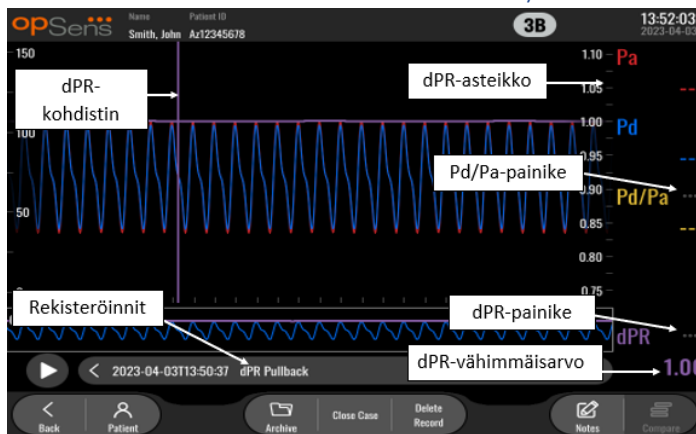 opSens
Name
Patient ID
Smith, John
Az12345678
3B
13:52:03
2023-04-03
150
100
50
1.10
1.05
1.00
0.95
0.90
0.85
0.80
0.75
Pa
--
Pd
--
Pd/Pa
--
dPR
1.00
dPR-
kohdistin
dPR-asteikko
Pd/Pa-painike
Rekisteröinnit
dPR-painike
dPR-vähimmäisarvo
2023-04-03T13:50:37 dPR Pullback
Back
Patient
Archive
Close Case
Delete
Record
Notes
Compare